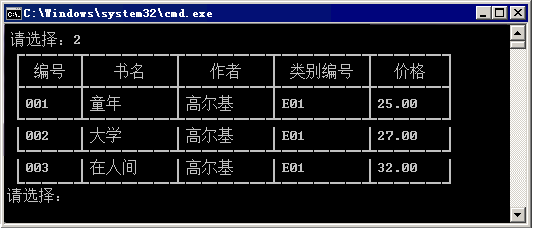 C:\Windows\system32\cmd.exe
请选择：2
编号 书名 作者 类别编号 价格
001 童年 高尔基 E01 25.00
002 大学 高尔基 E01 27.00
003 在人间 高尔基 E01 32.00
请选择：